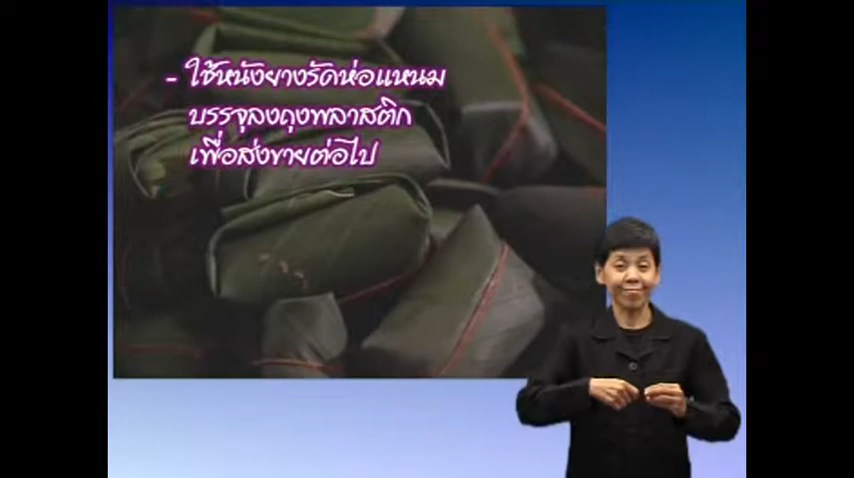 - ใช้หนังยางรัดห่อแหนม
บรรจุลงถุงพลาสติก
เพื่อส่งขายต่อไป